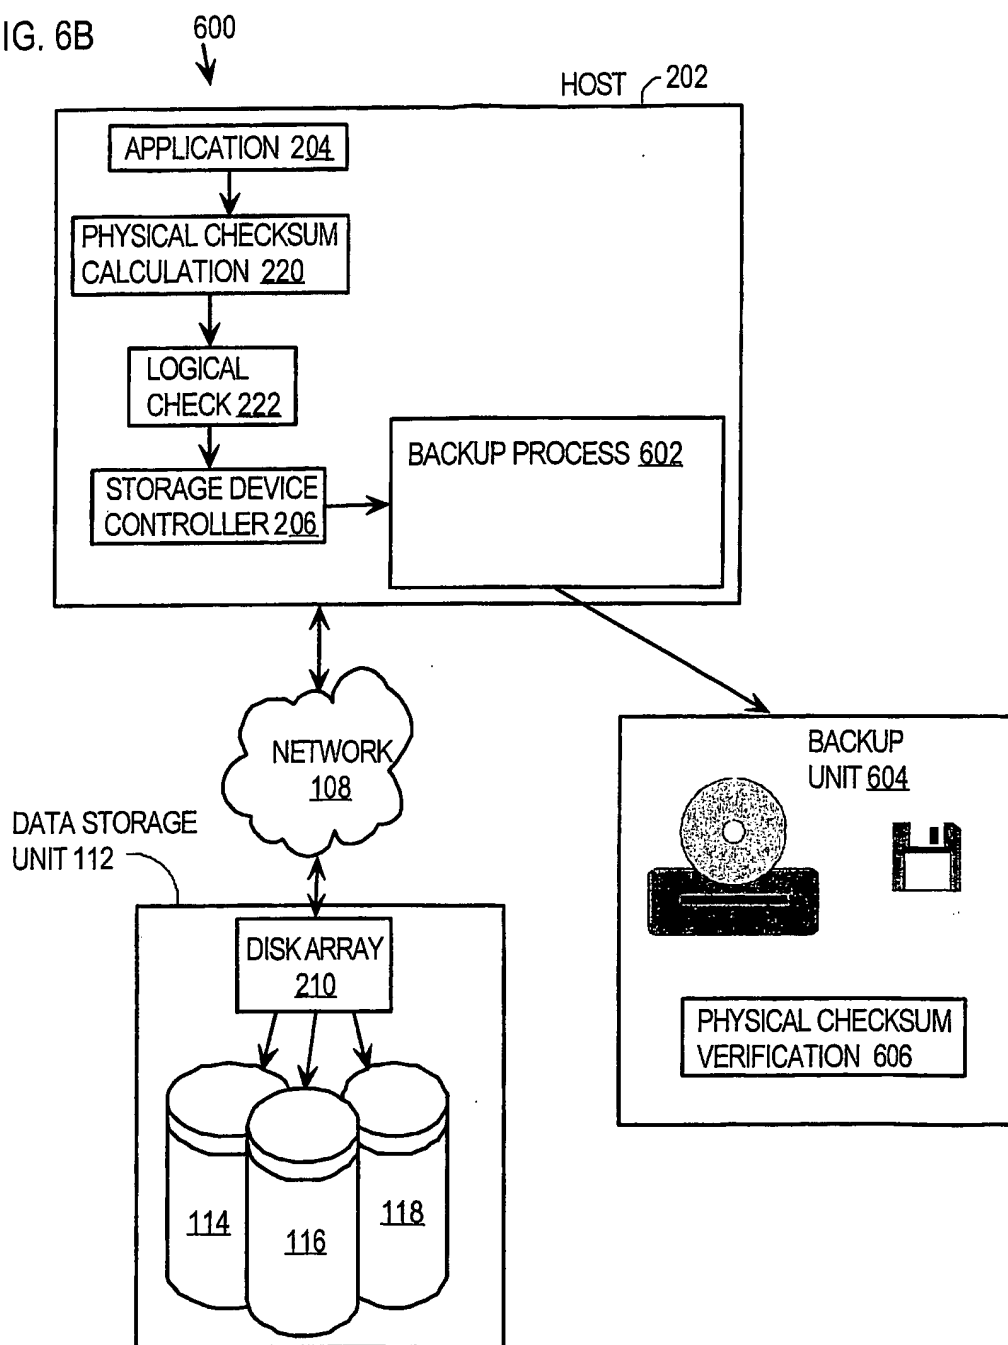 IG. 6B
600
HOST
202
APPLICATION 204
PHYSICAL CHECKSUM
CALCULATION 220
LOGICAL
CHECK 222
STORAGE DEVICE
CONTROLLER 206
BACKUP PROCESS 602
NETWORK
108
DATA STORAGE
UNIT 112
BACKUP
UNIT 604
DISK ARRAY
210
PHYSICAL CHECKSUM
VERIFICATION 606
114
116
118